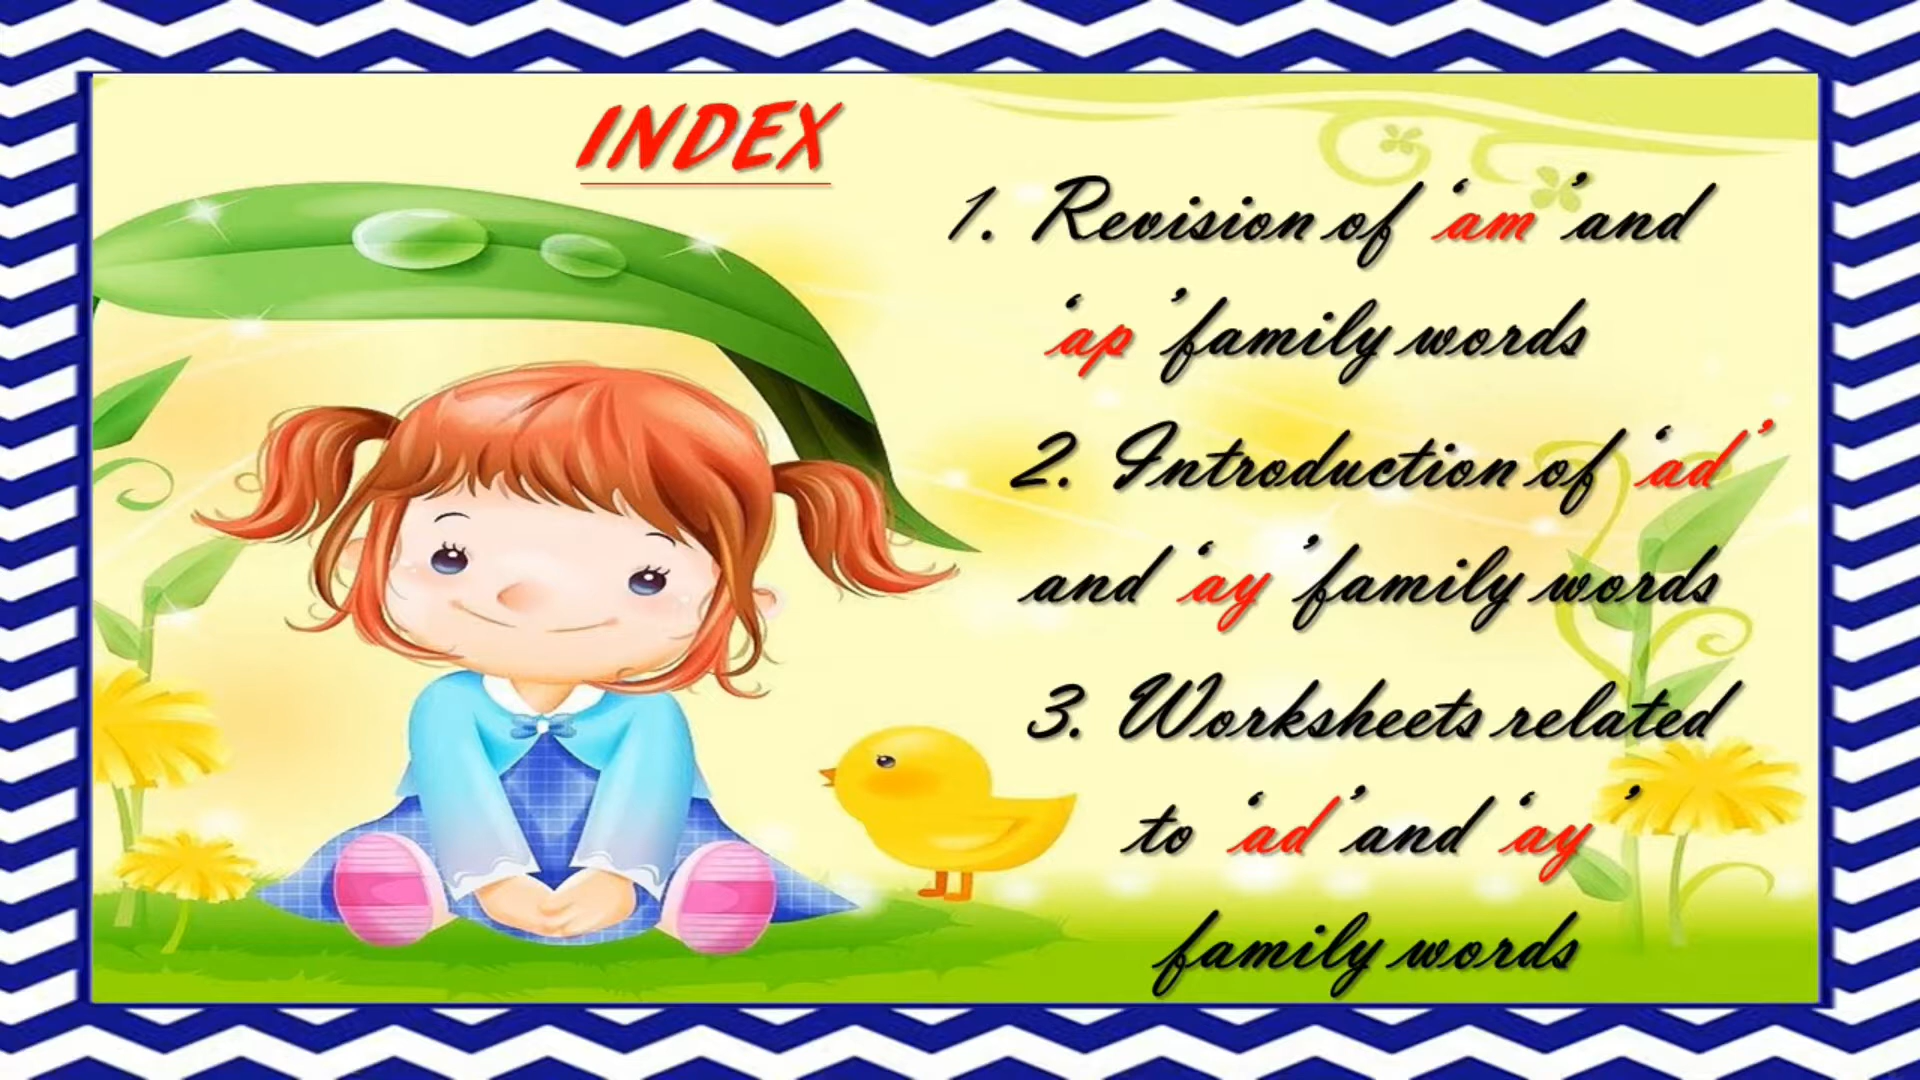 INDEX
1. Revision of ‘am’ and
‘ap’ family words
2. Introduction of ‘ad’
and ‘ay’ family words
3. Worksheets related
to ‘ad’ and ‘ay’
family words